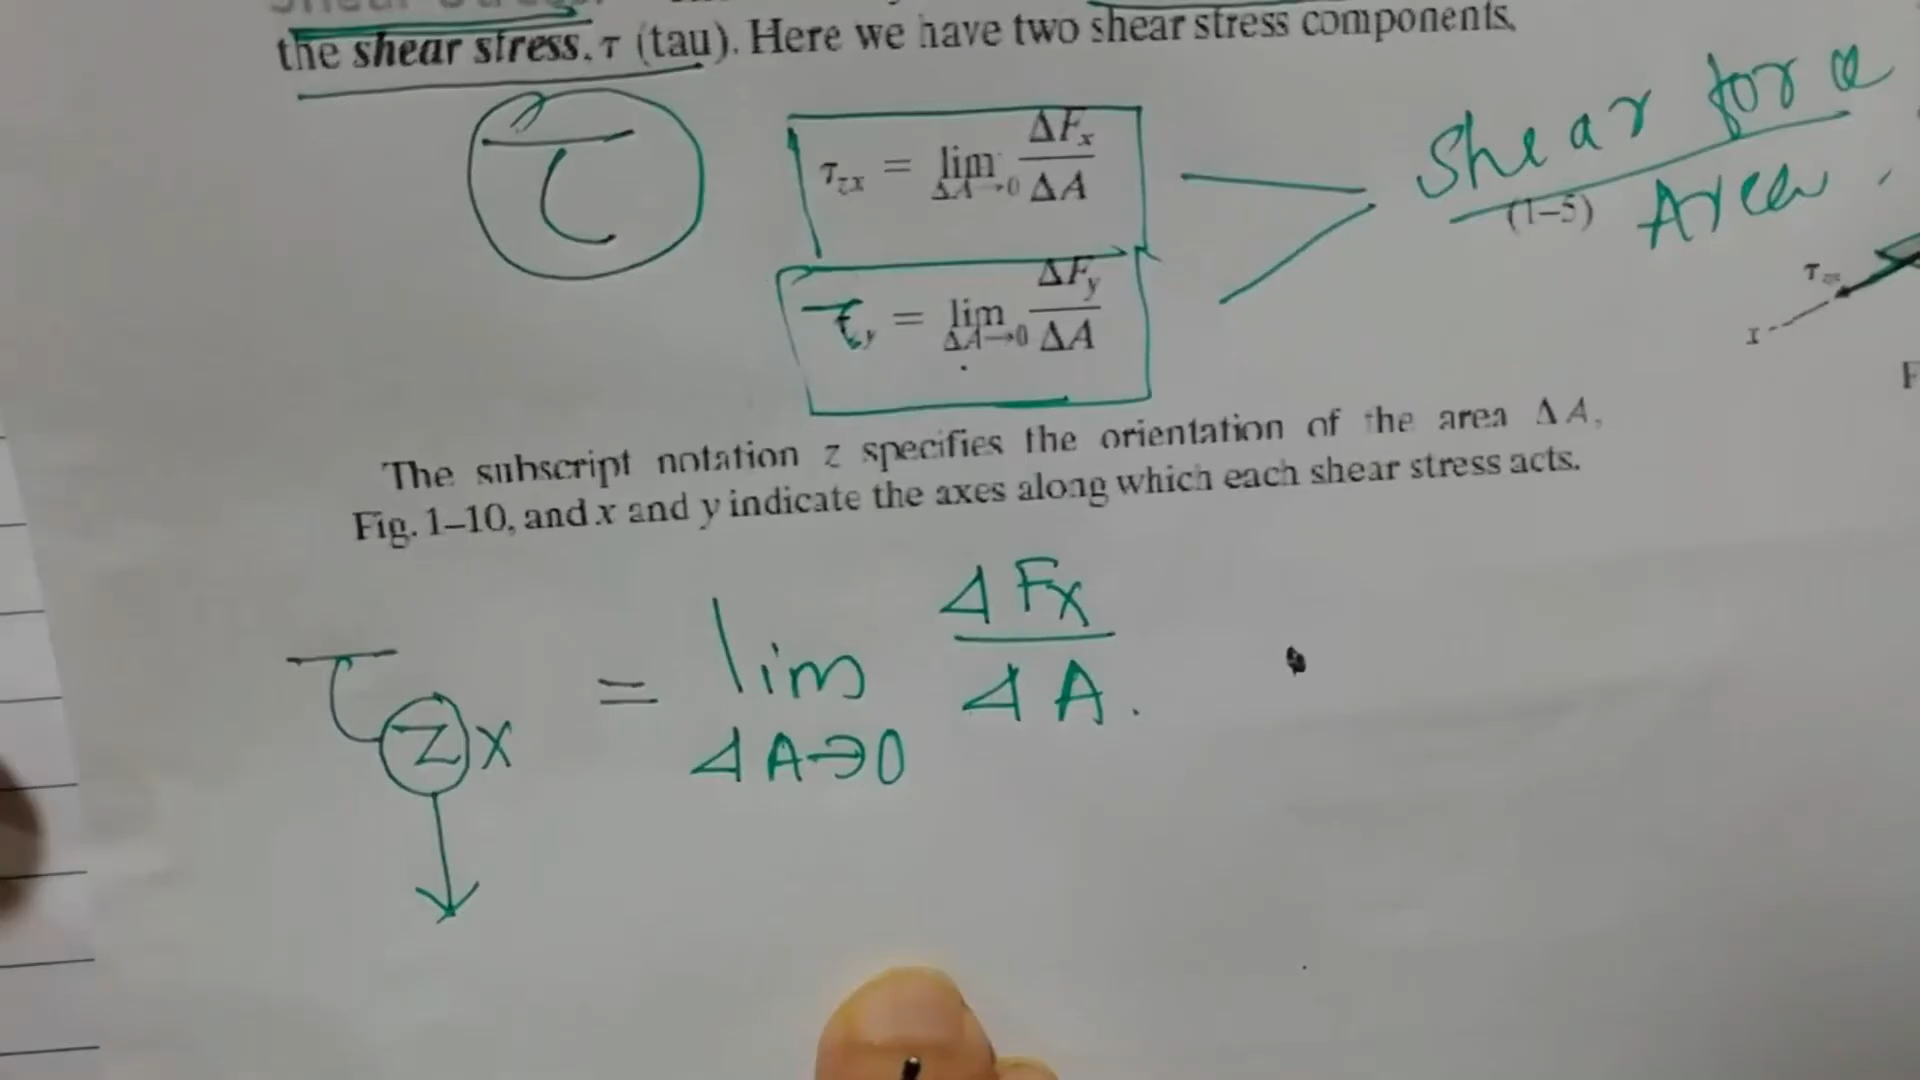 the shear stress, τ (tau). Here we have two shear stress components,
τ
τzx = lim ΔA→0 ΔFx / ΔA
Shear for a
Area
(1–5)
τy = lim ΔA→0 ΔFy / ΔA
The subscript notation z specifies the orientation of the area ΔA,
Fig. 1–10, and x and y indicate the axes along which each shear stress acts.
τzx = lim ΔA→0 ΔFx / ΔA.